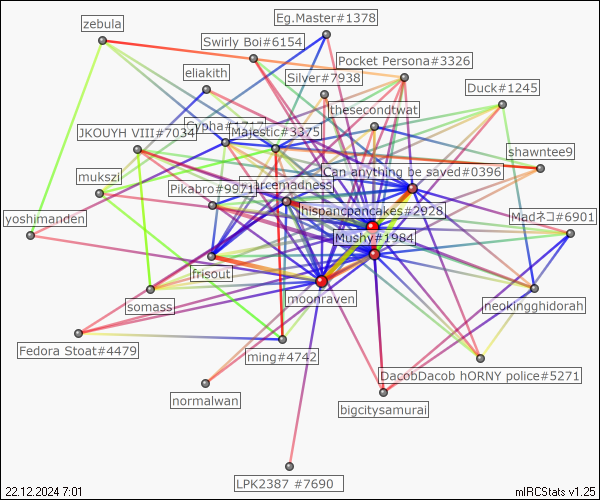 Eg.Master#1378
zebula
Swirly Boi#6154
Pocket Persona#3326
eliakith
Silver#7938
Duck#1245
thesecondtwat
JKOUYH VIII#7034
Majestic#3375
shawntee9
Can anything be saved#0396
mukszi
Pikabro#9971
arcemadness
hispancpancakes#2928
yoshimanden
Madネコ#6901
Mushy#1984
frisout
moonraven
somass
neokingghidorah
Fedora Stoat#4479
ming#4742
DacobDacob hORNY police#5271
normalwan
bigcitysamurai
LPK2387 #7690
22.12.2024 7:01
mIRCStats v1.25